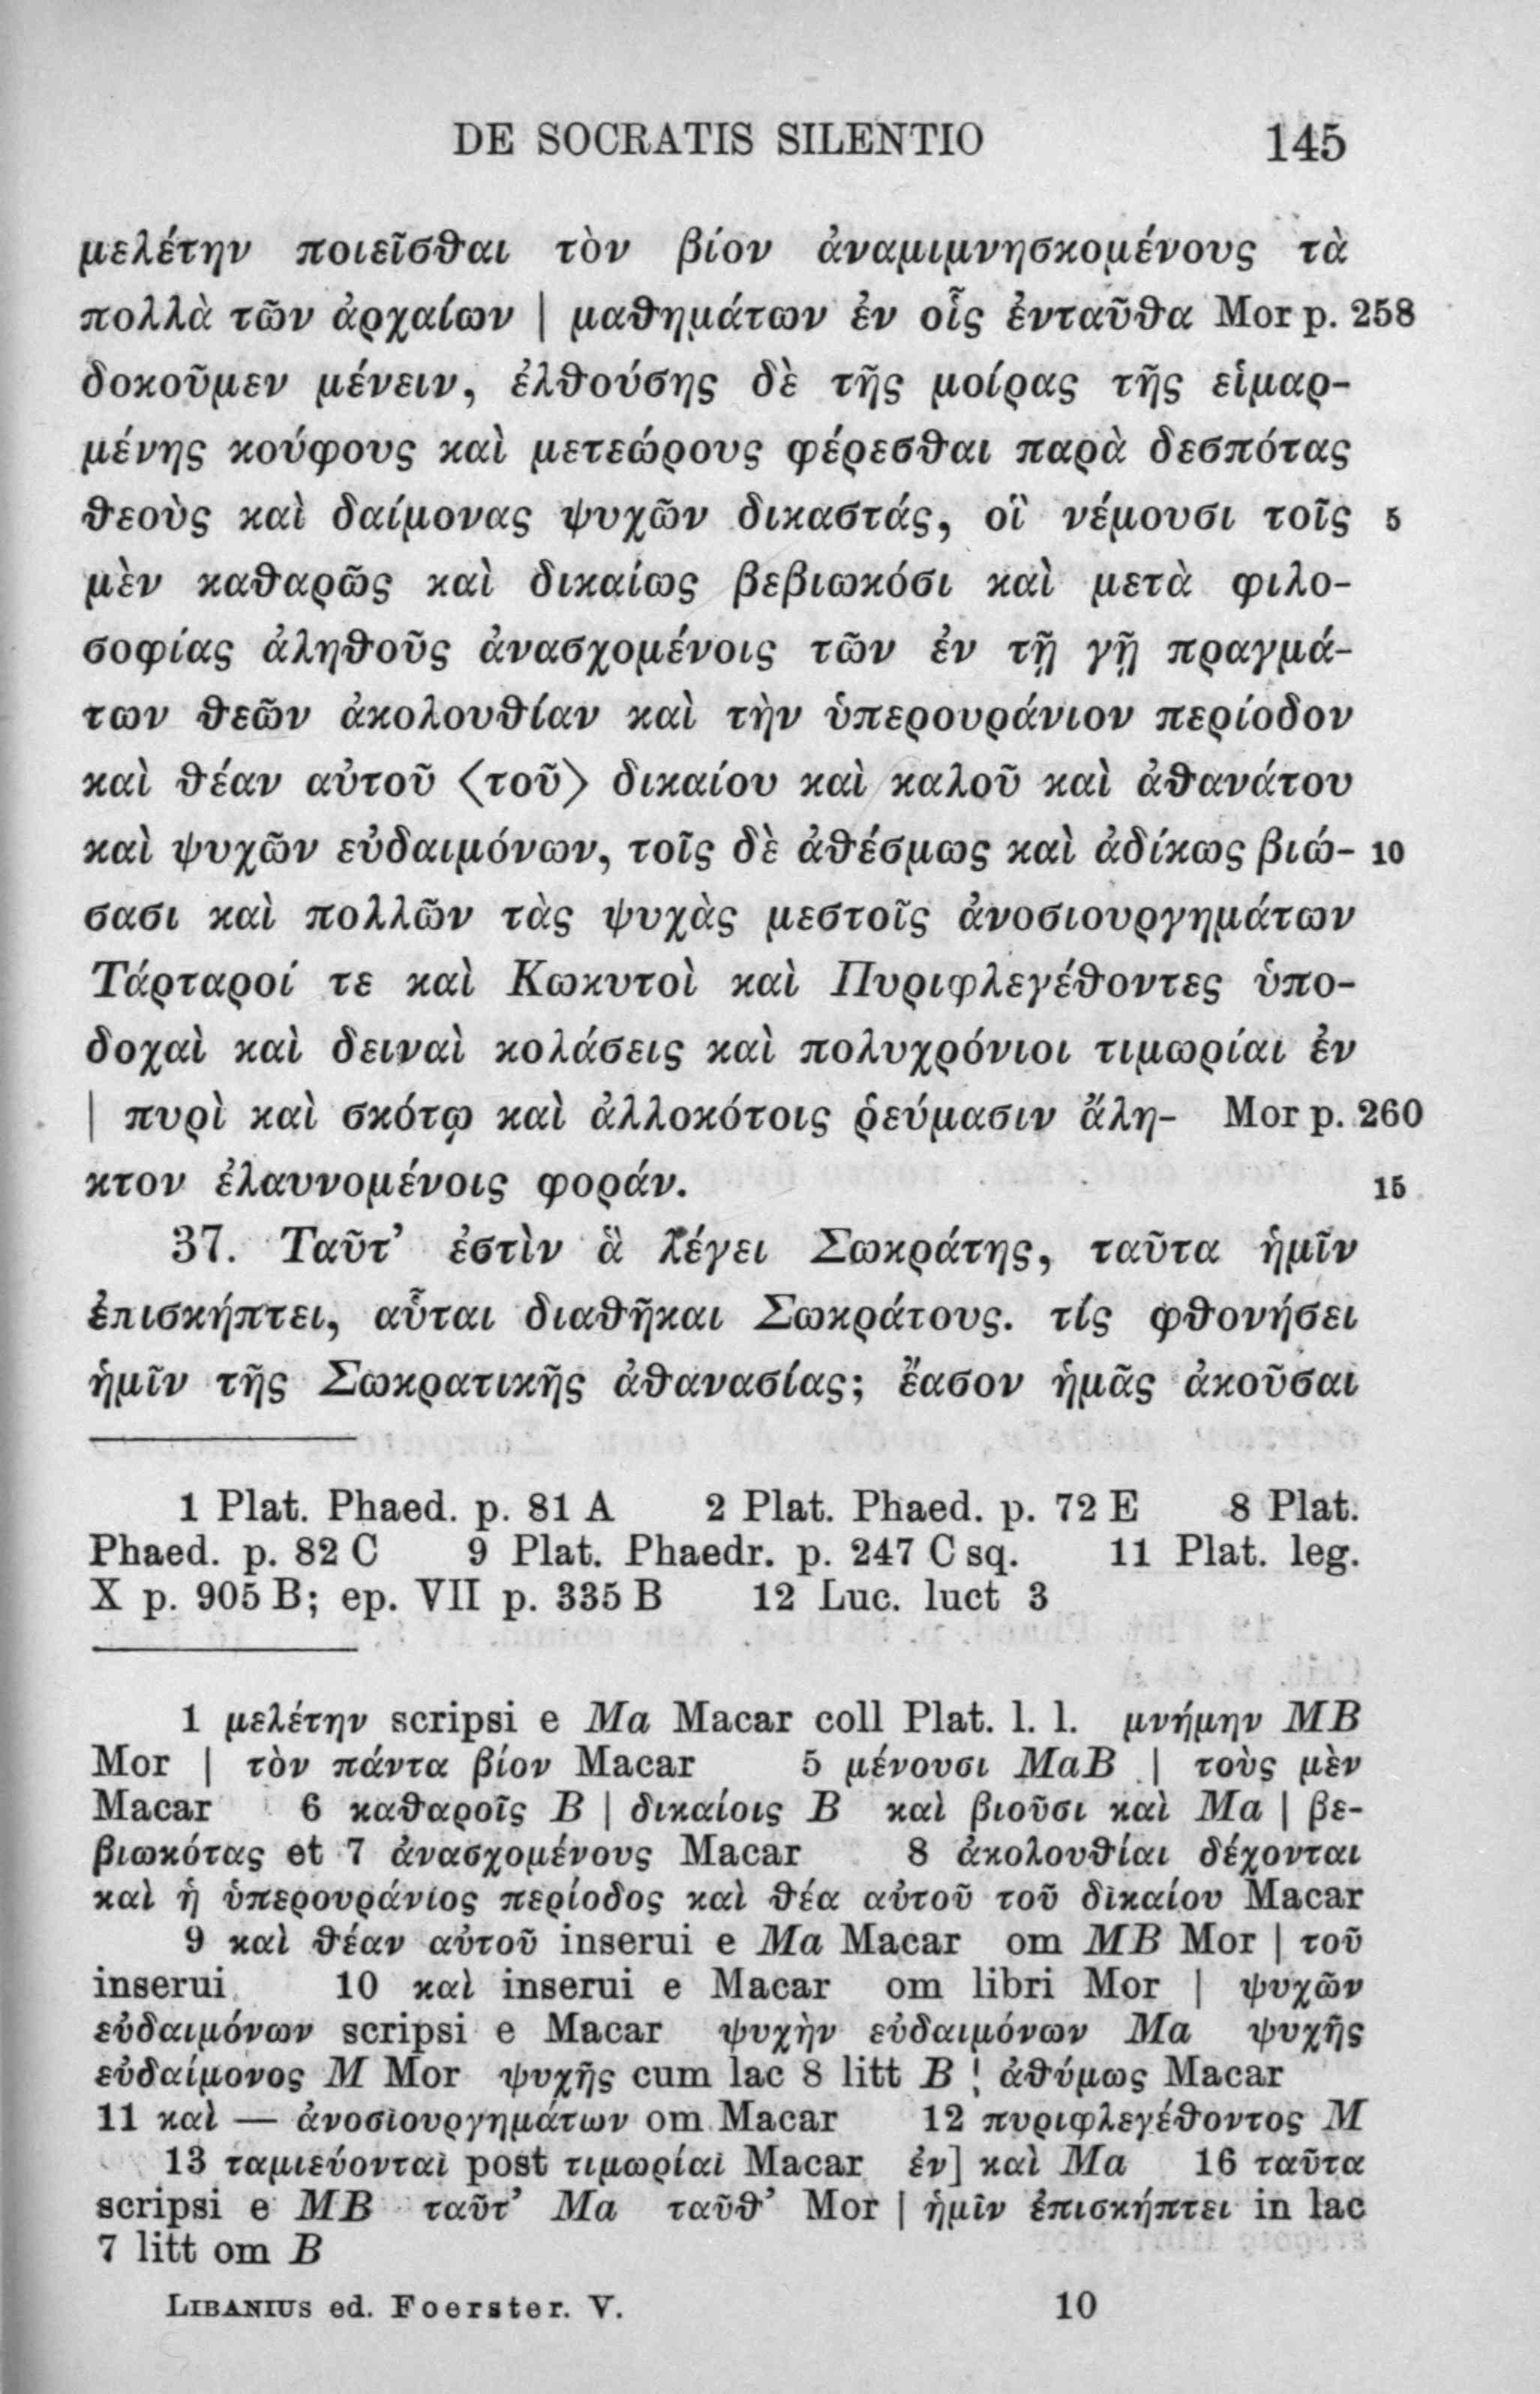 DE SOCRATIS SILENTIO 145
μελέτην ποιεῖσθαι τὸν βίον ἀναμιμνησκομένους τὰ
πολλὰ τῶν ἀρχαίων | μαθημάτων ἐν οἷς ἐνταῦθα Mor p. 258
δοκοῦμεν μένειν, ἐλθούσης δὲ τῆς μοίρας τῆς εἱμαρ-
μένης κούφους καὶ μετεώρους φέρεσθαι παρὰ δεσπότας
θεοὺς καὶ δαίμονας ψυχῶν δικαστάς, οἳ νέμουσι τοῖς 5
μὲν καθαρῶς καὶ δικαίως βεβιωκόσι καὶ μετὰ φιλο-
σοφίας ἀληθοῦς ἀνασχομένοις τῶν ἐν τῇ γῇ πραγμά-
των θεῶν ἀκολουθίαν καὶ τὴν ὑπερουράνιον περίοδον
καὶ θέαν αὐτοῦ ⟨τοῦ⟩ δικαίου καὶ καλοῦ καὶ ἀθανάτου
καὶ ψυχῶν εὐδαιμόνων, τοῖς δὲ ἀθέσμως καὶ ἀδίκως βιώ- 10
σασι καὶ πολλῶν τὰς ψυχὰς μεστοῖς ἀνοσιουργημάτων
Τάρταροί τε καὶ Κωκυτοὶ καὶ Πυριφλεγέθοντες ὑπο-
δοχαὶ καὶ δειναὶ κολάσεις καὶ πολυχρόνιοι τιμωρίαι ἐν
| πυρὶ καὶ σκότῳ καὶ ἀλλοκότοις ῥεύμασιν ἄλη- Mor p. 260
κτον ἐλαυνομένοις φοράν. 15
37. Ταῦτ’ ἐστὶν ἃ λέγει Σωκράτης, ταῦτα ἡμῖν
ἐπισκήπτει, αὗται διαθῆκαι Σωκράτους. τίς φθονήσει
ἡμῖν τῆς Σωκρατικῆς ἀθανασίας; ἔασον ἡμᾶς ἀκοῦσαι
1 Plat. Phaed. p. 81 A 2 Plat. Phaed. p. 72 E 8 Plat.
Phaed. p. 82 C 9 Plat. Phaedr. p. 247 C sq. 11 Plat. leg.
X p. 905 B; ep. VII p. 335 B 12 Luc. luct 3
1 μελέτην scripsi e Ma Macar coll Plat. l. l. μνήμην MB
Mor | τὸν πάντα βίον Macar 5 μένουσι MaB | τοὺς μὲν
Macar 6 καθαροῖς B | δικαίοις B καὶ βιοῦσι καὶ Ma | βε-
βιωκότας et 7 ἀνασχομένους Macar 8 ἀκολουθίαι δέχονται
καὶ ἡ ὑπερουράνιος περίοδος καὶ θέα αὐτοῦ τοῦ δικαίου Macar
9 καὶ θέαν αὐτοῦ inserui e Ma Macar om MB Mor | τοῦ
inserui 10 καὶ inserui e Macar om libri Mor | ψυχῶν
εὐδαιμόνων scripsi e Macar ψυχὴν εὐδαιμόνων Ma ψυχῆς
εὐδαίμονος M Mor ψυχῆς cum lac 8 litt B | ἀθύμως Macar
11 καὶ — ἀνοσιουργημάτων om Macar 12 πυριφλεγέθοντος M
13 ταμιεύονται post τιμωρίαι Macar ἐν] καὶ Ma 16 ταῦτα
scripsi e MB ταῦτ’ Ma ταῦθ’ Mor | ἡμῖν ἐπισκήπτει in lac
7 litt om B
LIBANIUS ed. Foerster. V. 10